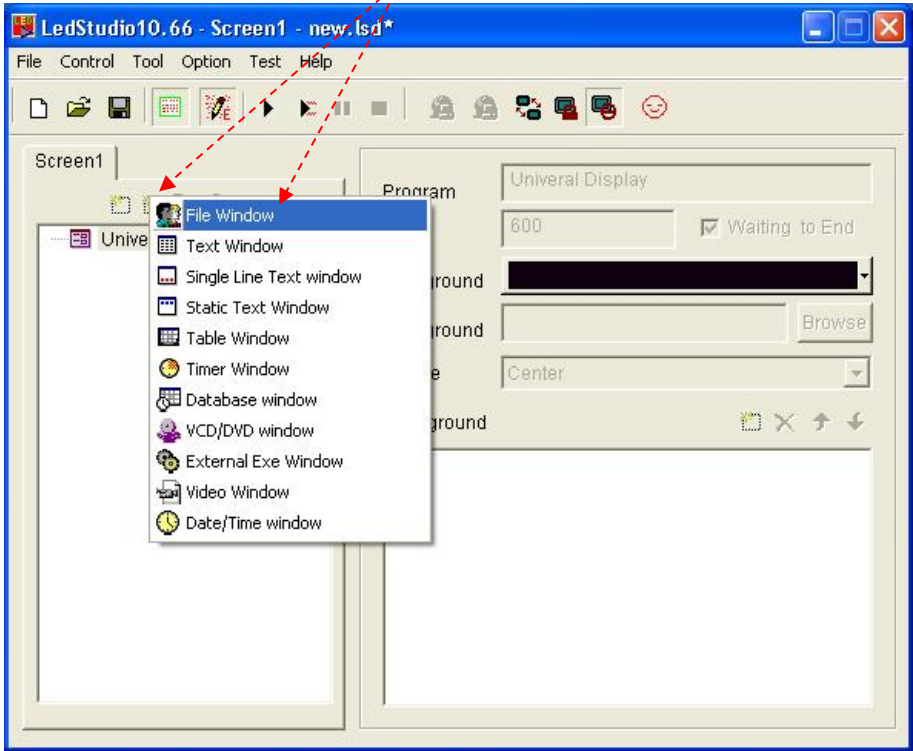 LedStudio10.66 - Screen1 - new.lsd*
File Control Tool Option Test Help
Screen1
Program
Univeral Display
File Window
600
Waiting to End
Unive
Text Window
Single Line Text window
round
Static Text Window
round
Browse
Table Window
Timer Window
e
Center
Database window
VCD/DVD window
ground
External Exe Window
Video Window
Date/Time window